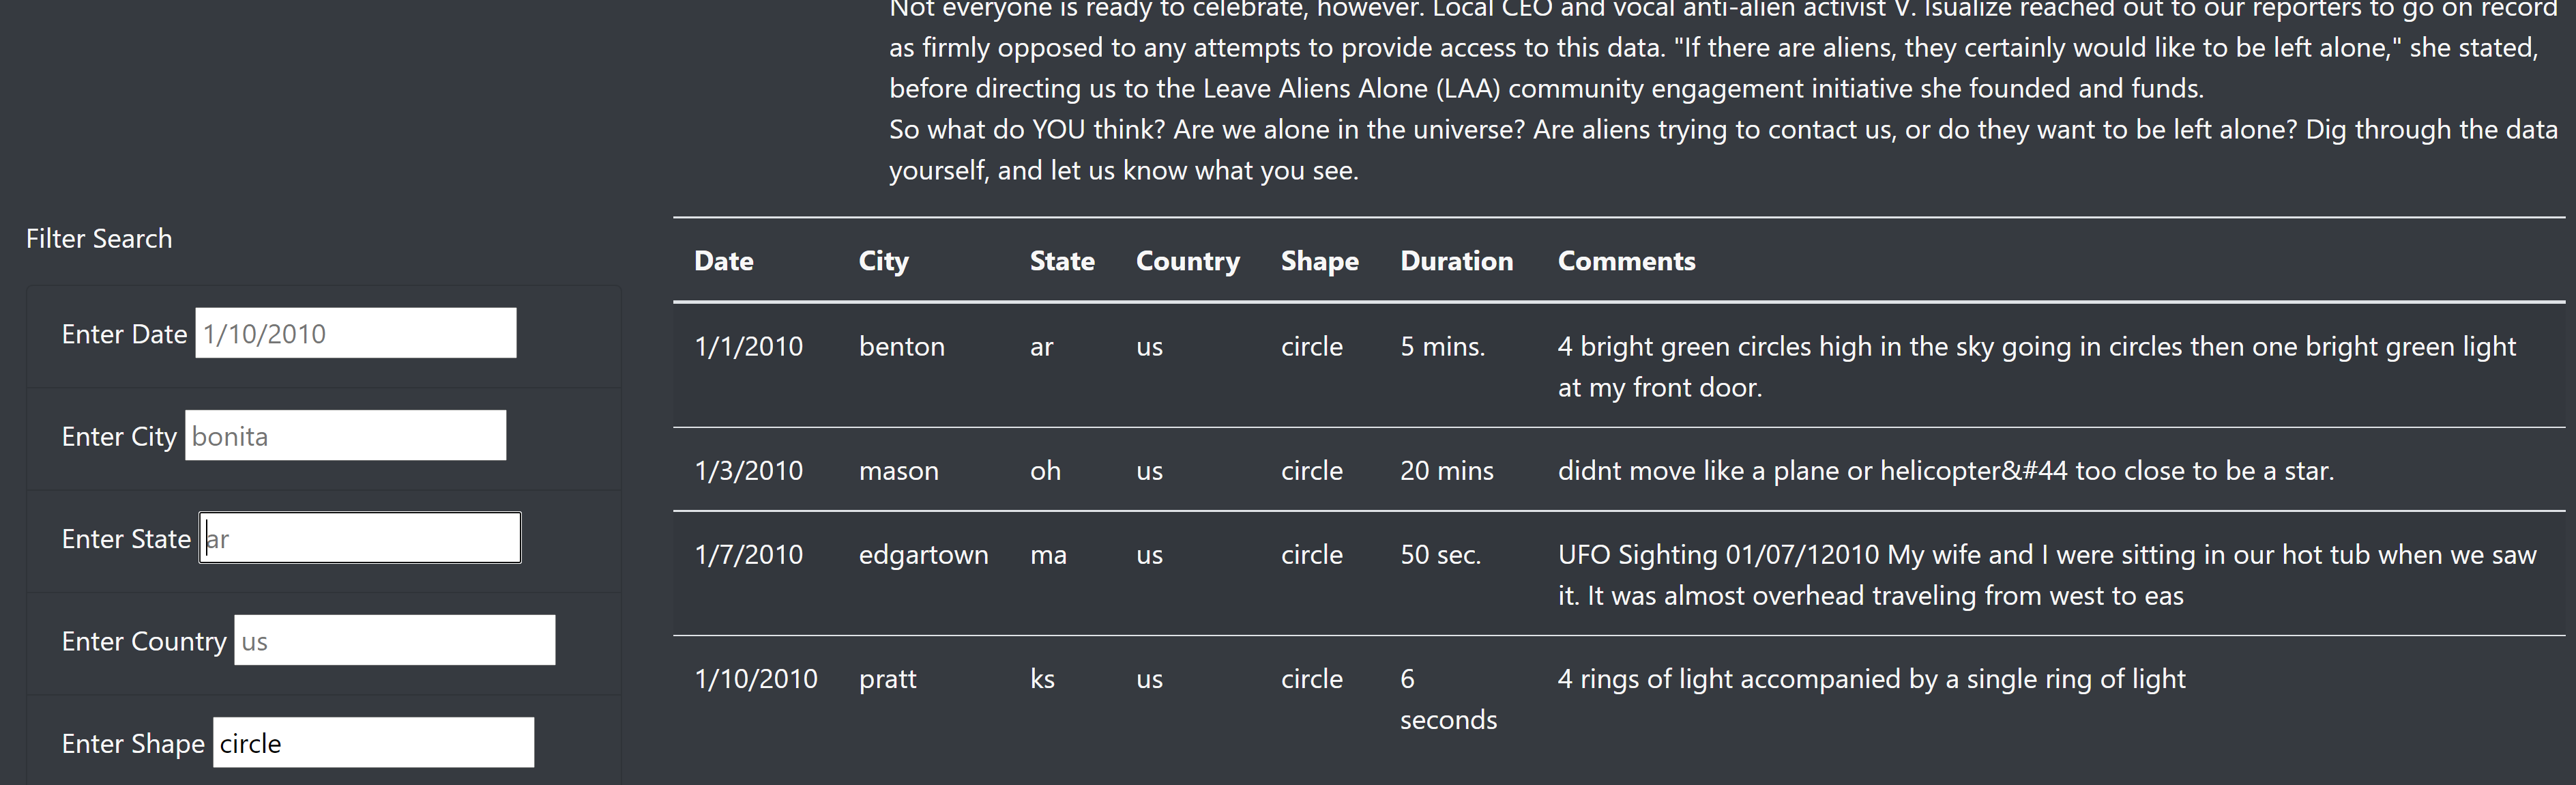 Not everyone is ready to celebrate, however. Local CEO and vocal anti-alien activist V. Isualize reached out to our reporters to go on record
as firmly opposed to any attempts to provide access to this data. "If there are aliens, they certainly would like to be left alone," she stated,
before directing us to the Leave Aliens Alone (LAA) community engagement initiative she founded and funds.
So what do YOU think? Are we alone in the universe? Are aliens trying to contact us, or do they want to be left alone? Dig through the data
yourself, and let us know what you see.
Filter Search
Enter Date 1/10/2010
Enter City bonita
Enter State ar
Enter Country us
Enter Shape circle
Date City State Country Shape Duration Comments
1/1/2010 benton ar us circle 5 mins. 4 bright green circles high in the sky going in circles then one bright green light
at my front door.
1/3/2010 mason oh us circle 20 mins didnt move like a plane or helicopter&#44 too close to be a star.
1/7/2010 edgartown ma us circle 50 sec. UFO Sighting 01/07/12010 My wife and I were sitting in our hot tub when we saw
it. It was almost overhead traveling from west to eas
1/10/2010 pratt ks us circle 6 4 rings of light accompanied by a single ring of light
seconds